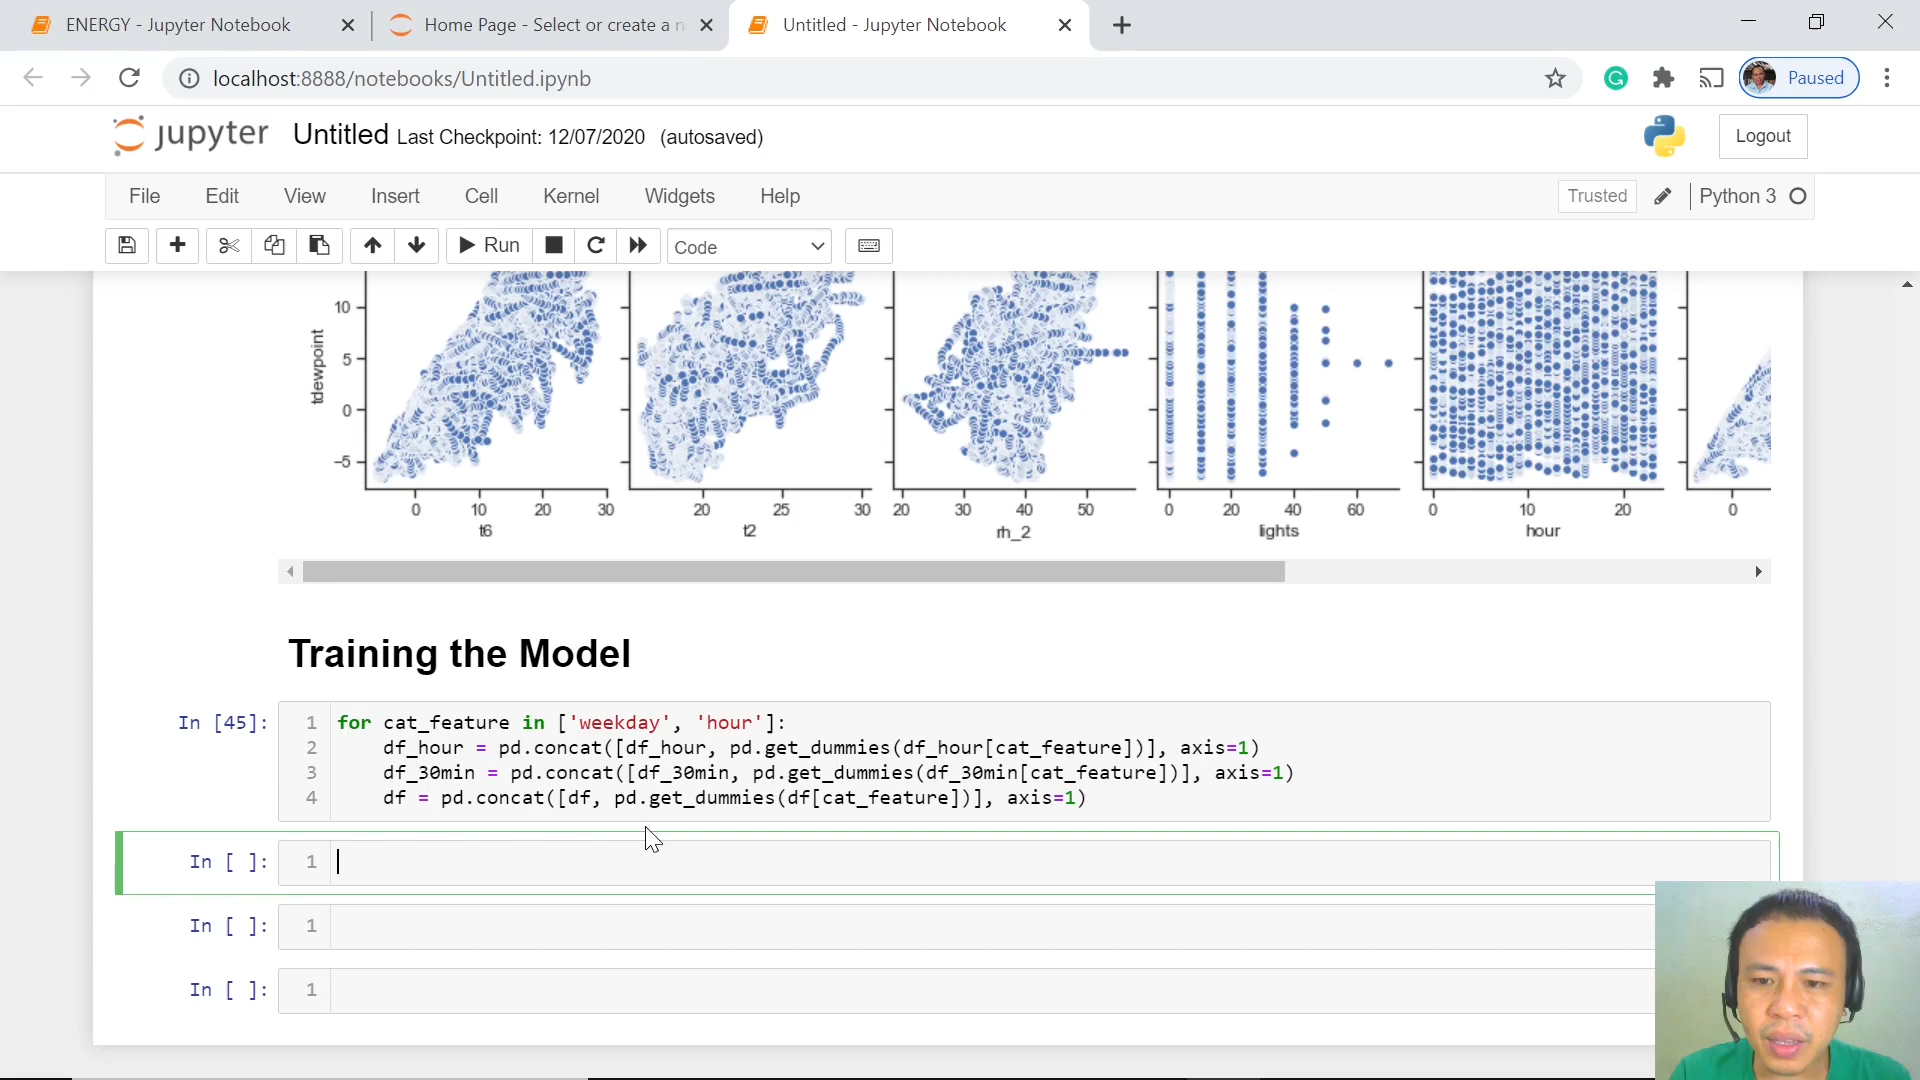 ENERGY - Jupyter Notebook
Home Page - Select or create a n
Untitled - Jupyter Notebook
localhost:8888/notebooks/Untitled.ipynb
Paused
jupyter Untitled Last Checkpoint: 12/07/2020 (autosaved)
Logout
File Edit View Insert Cell Kernel Widgets Help
Trusted Python 3
Run Code
10
5
0
-5
tdewpoint
0 10 20 30 20 25 30 20 30 40 50 0 20 40 60 0 10 20 0
t6 t2 rh_2 lights hour
Training the Model
In [45]:
1 for cat_feature in ['weekday', 'hour']:
2 df_hour = pd.concat([df_hour, pd.get_dummies(df_hour[cat_feature])], axis=1)
3 df_30min = pd.concat([df_30min, pd.get_dummies(df_30min[cat_feature])], axis=1)
4 df = pd.concat([df, pd.get_dummies(df[cat_feature])], axis=1)
In [ ]: 1
In [ ]: 1
In [ ]: 1